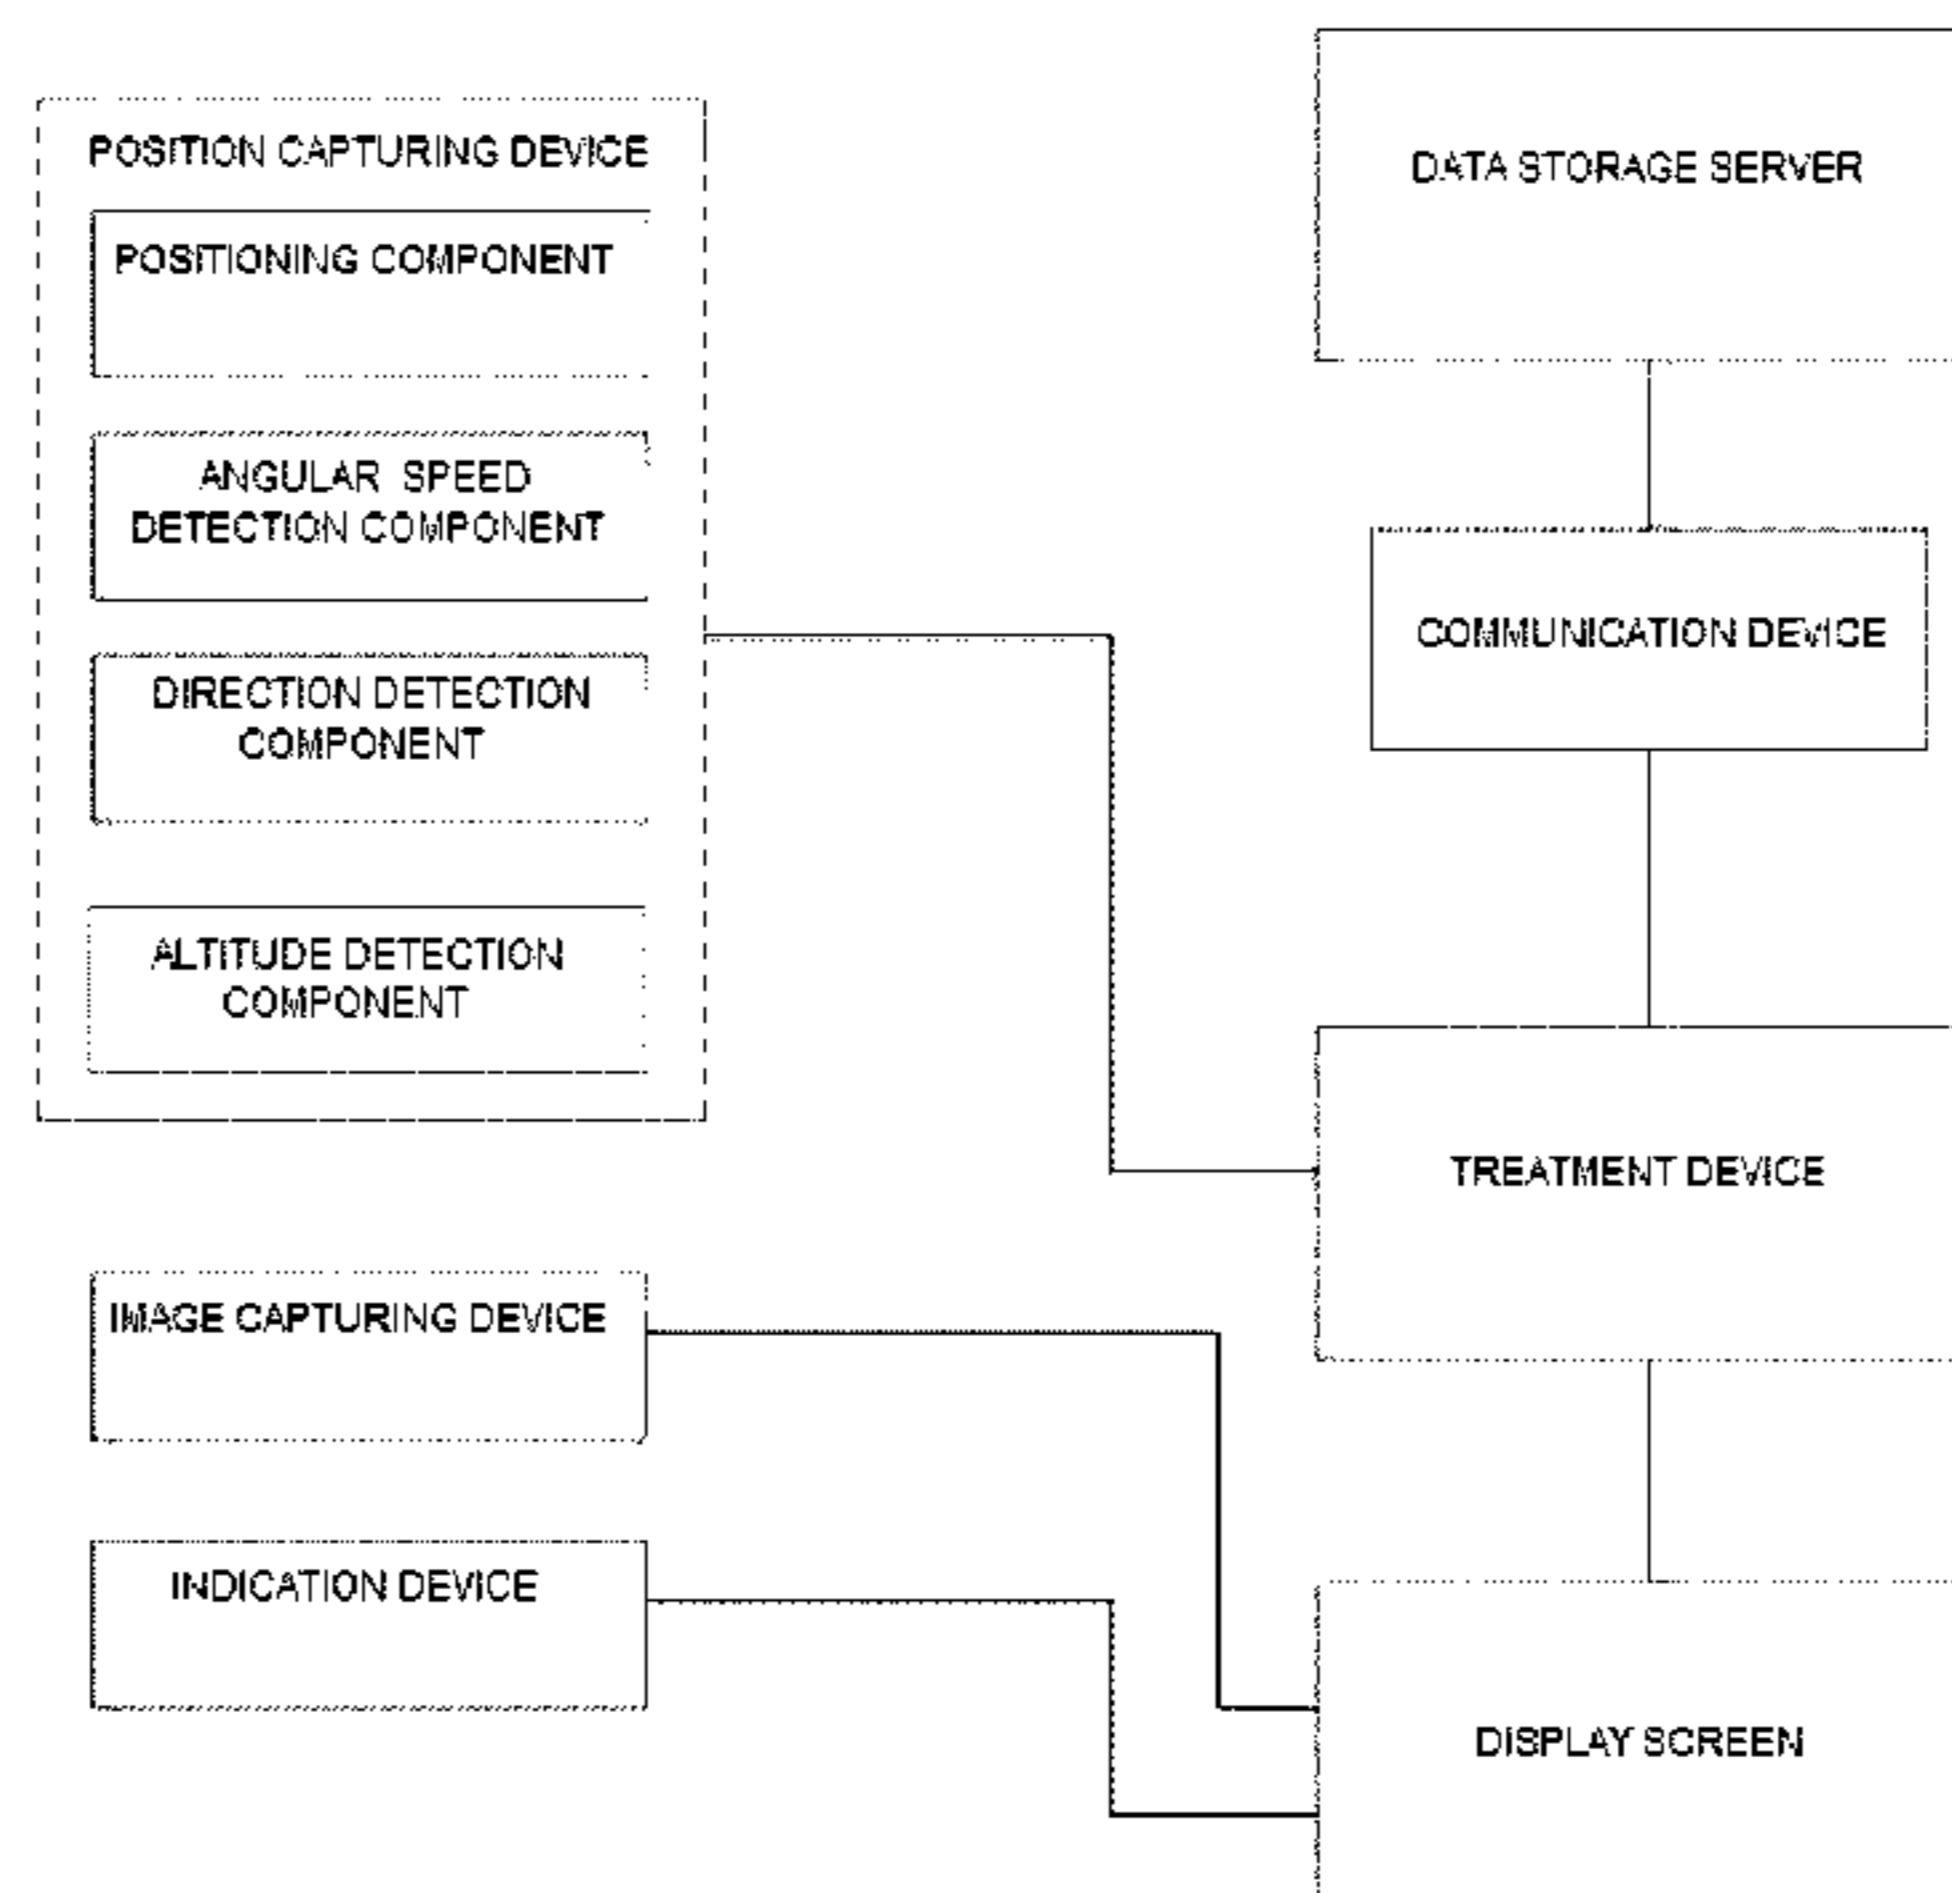 POSITION CAPTURING DEVICE
POSITIONING COMPONENT
ANGULAR SPEED
DETECTION COMPONENT
DIRECTION DETECTION
COMPONENT
ALTITUDE DETECTION
COMPONENT
IMAGE CAPTURING DEVICE
INDICATION DEVICE
DATA STORAGE SERVER
COMMUNICATION DEVICE
TREATMENT DEVICE
DISPLAY SCREEN